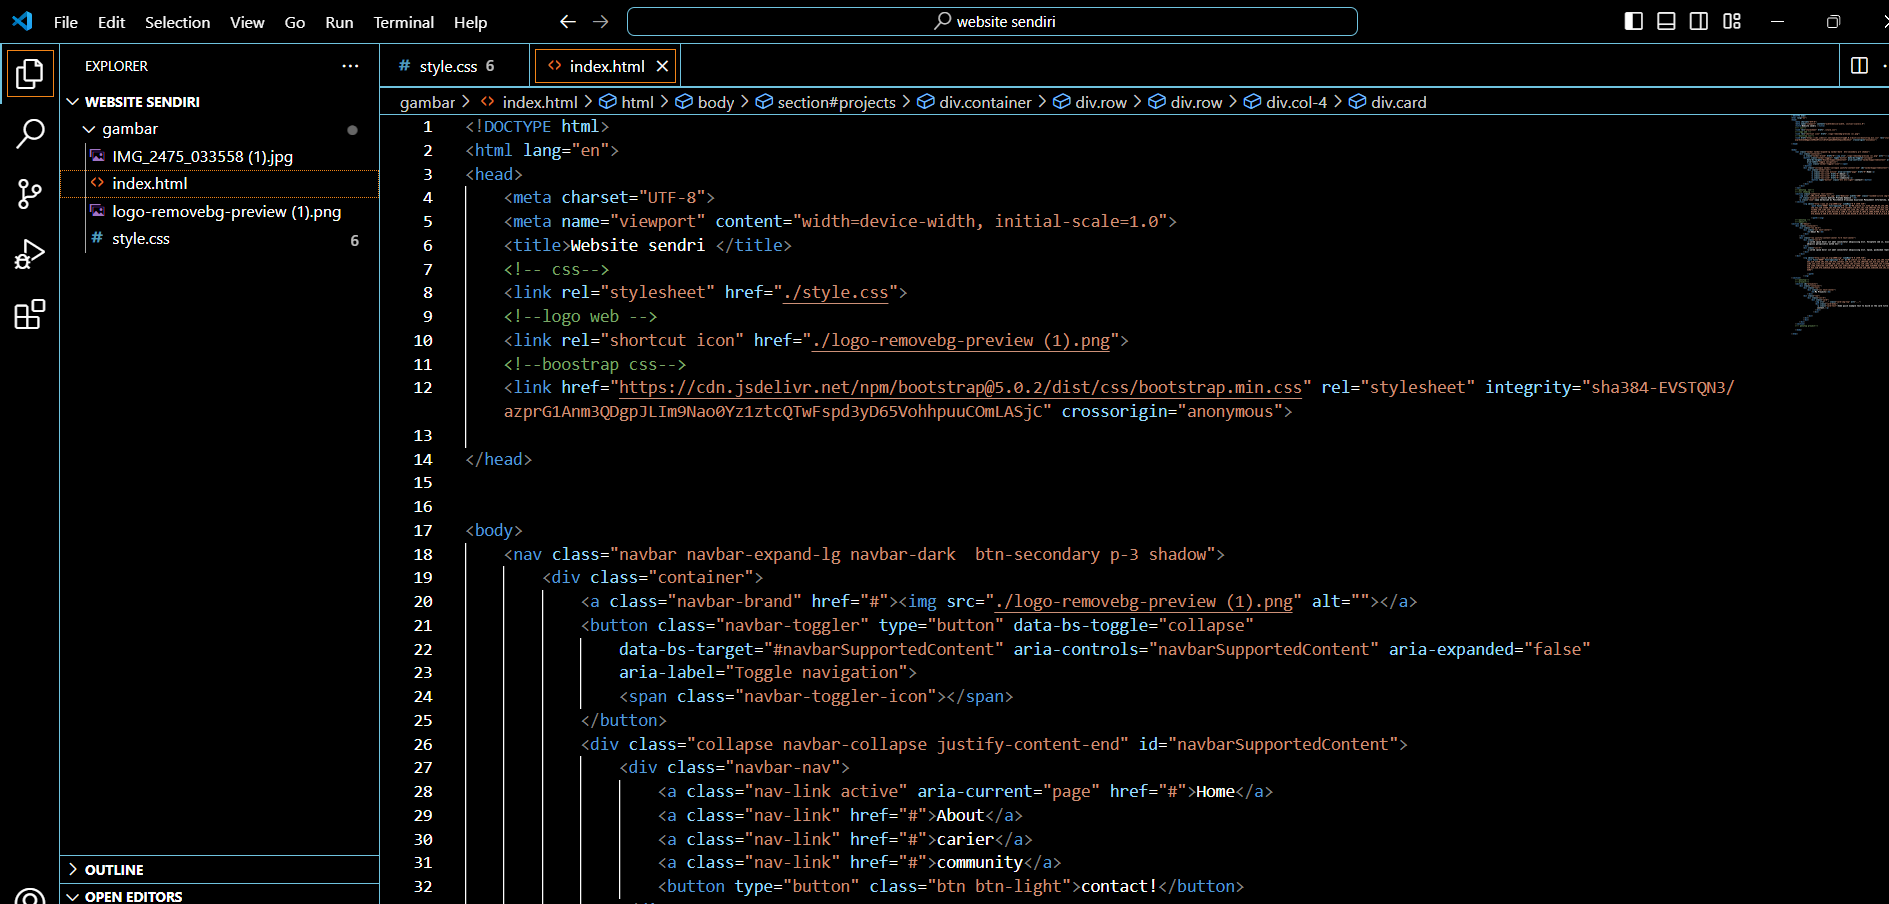 File Edit Selection View Go Run Terminal Help
website sendiri
EXPLORER
WEBSITE SENDIRI
gambar
IMG_2475_033558 (1).jpg
index.html
logo-removebg-preview (1).png
# style.css 6
OUTLINE
OPEN EDITORS
# style.css 6
<> index.html
gambar > <> index.html > html > body > section#projects > div.container > div.row > div.row > div.col-4 > div.card
1 <!DOCTYPE html>
2 <html lang="en">
3 <head>
4 <meta charset="UTF-8">
5 <meta name="viewport" content="width=device-width, initial-scale=1.0">
6 <title>Website sendri </title>
7 <!-- css-->
8 <link rel="stylesheet" href="./style.css">
9 <!--logo web -->
10 <link rel="shortcut icon" href="./logo-removebg-preview (1).png">
11 <!--boostrap css-->
12 <link href="https://cdn.jsdelivr.net/npm/bootstrap@5.0.2/dist/css/bootstrap.min.css" rel="stylesheet" integrity="sha384-EVSTQN3/
azprG1Anm3QDgpJLIm9Nao0Yz1ztcQTwFspd3yD65VohhpuuCOmLASjC" crossorigin="anonymous">
13
14 </head>
15
16
17 <body>
18 <nav class="navbar navbar-expand-lg navbar-dark  btn-secondary p-3 shadow">
19 <div class="container">
20 <a class="navbar-brand" href="#"><img src="./logo-removebg-preview (1).png" alt=""></a>
21 <button class="navbar-toggler" type="button" data-bs-toggle="collapse"
22 data-bs-target="#navbarSupportedContent" aria-controls="navbarSupportedContent" aria-expanded="false"
23 aria-label="Toggle navigation">
24 <span class="navbar-toggler-icon"></span>
25 </button>
26 <div class="collapse navbar-collapse justify-content-end" id="navbarSupportedContent">
27 <div class="navbar-nav">
28 <a class="nav-link active" aria-current="page" href="#">Home</a>
29 <a class="nav-link" href="#">About</a>
30 <a class="nav-link" href="#">carier</a>
31 <a class="nav-link" href="#">community</a>
32 <button type="button" class="btn btn-light">contact!</button>